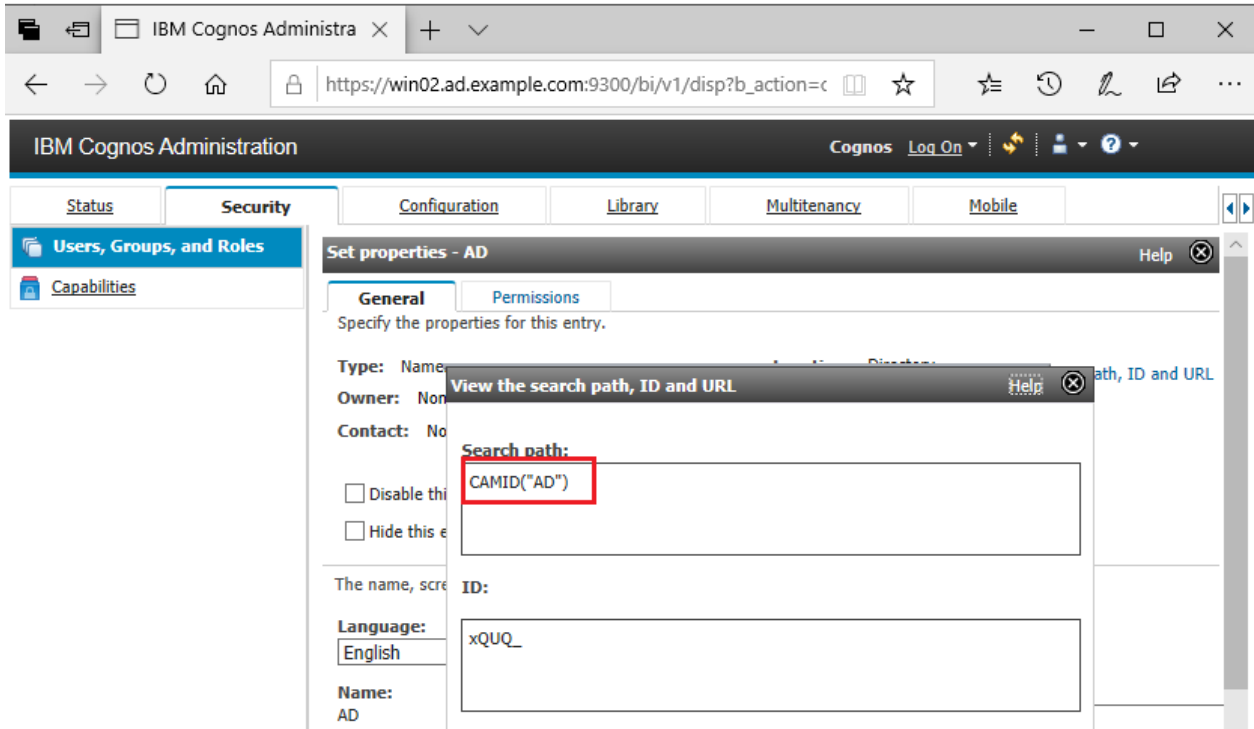 IBM Cognos Administra
https://win02.ad.example.com:9300/bi/v1/disp?b_action=c
IBM Cognos Administration
Cognos Log On
Status Security Configuration Library Multitenancy Mobile
Users, Groups, and Roles
Capabilities
Set properties - AD Help
General Permissions
Specify the properties for this entry.
Type: Name
Owner: Non
ath, ID and URL
Contact: No
View the search path, ID and URL Help
Search path:
CAMID("AD")
Disable thi
Hide this e
The name, scre
ID:
xQUQ_
Language:
English
Name:
AD